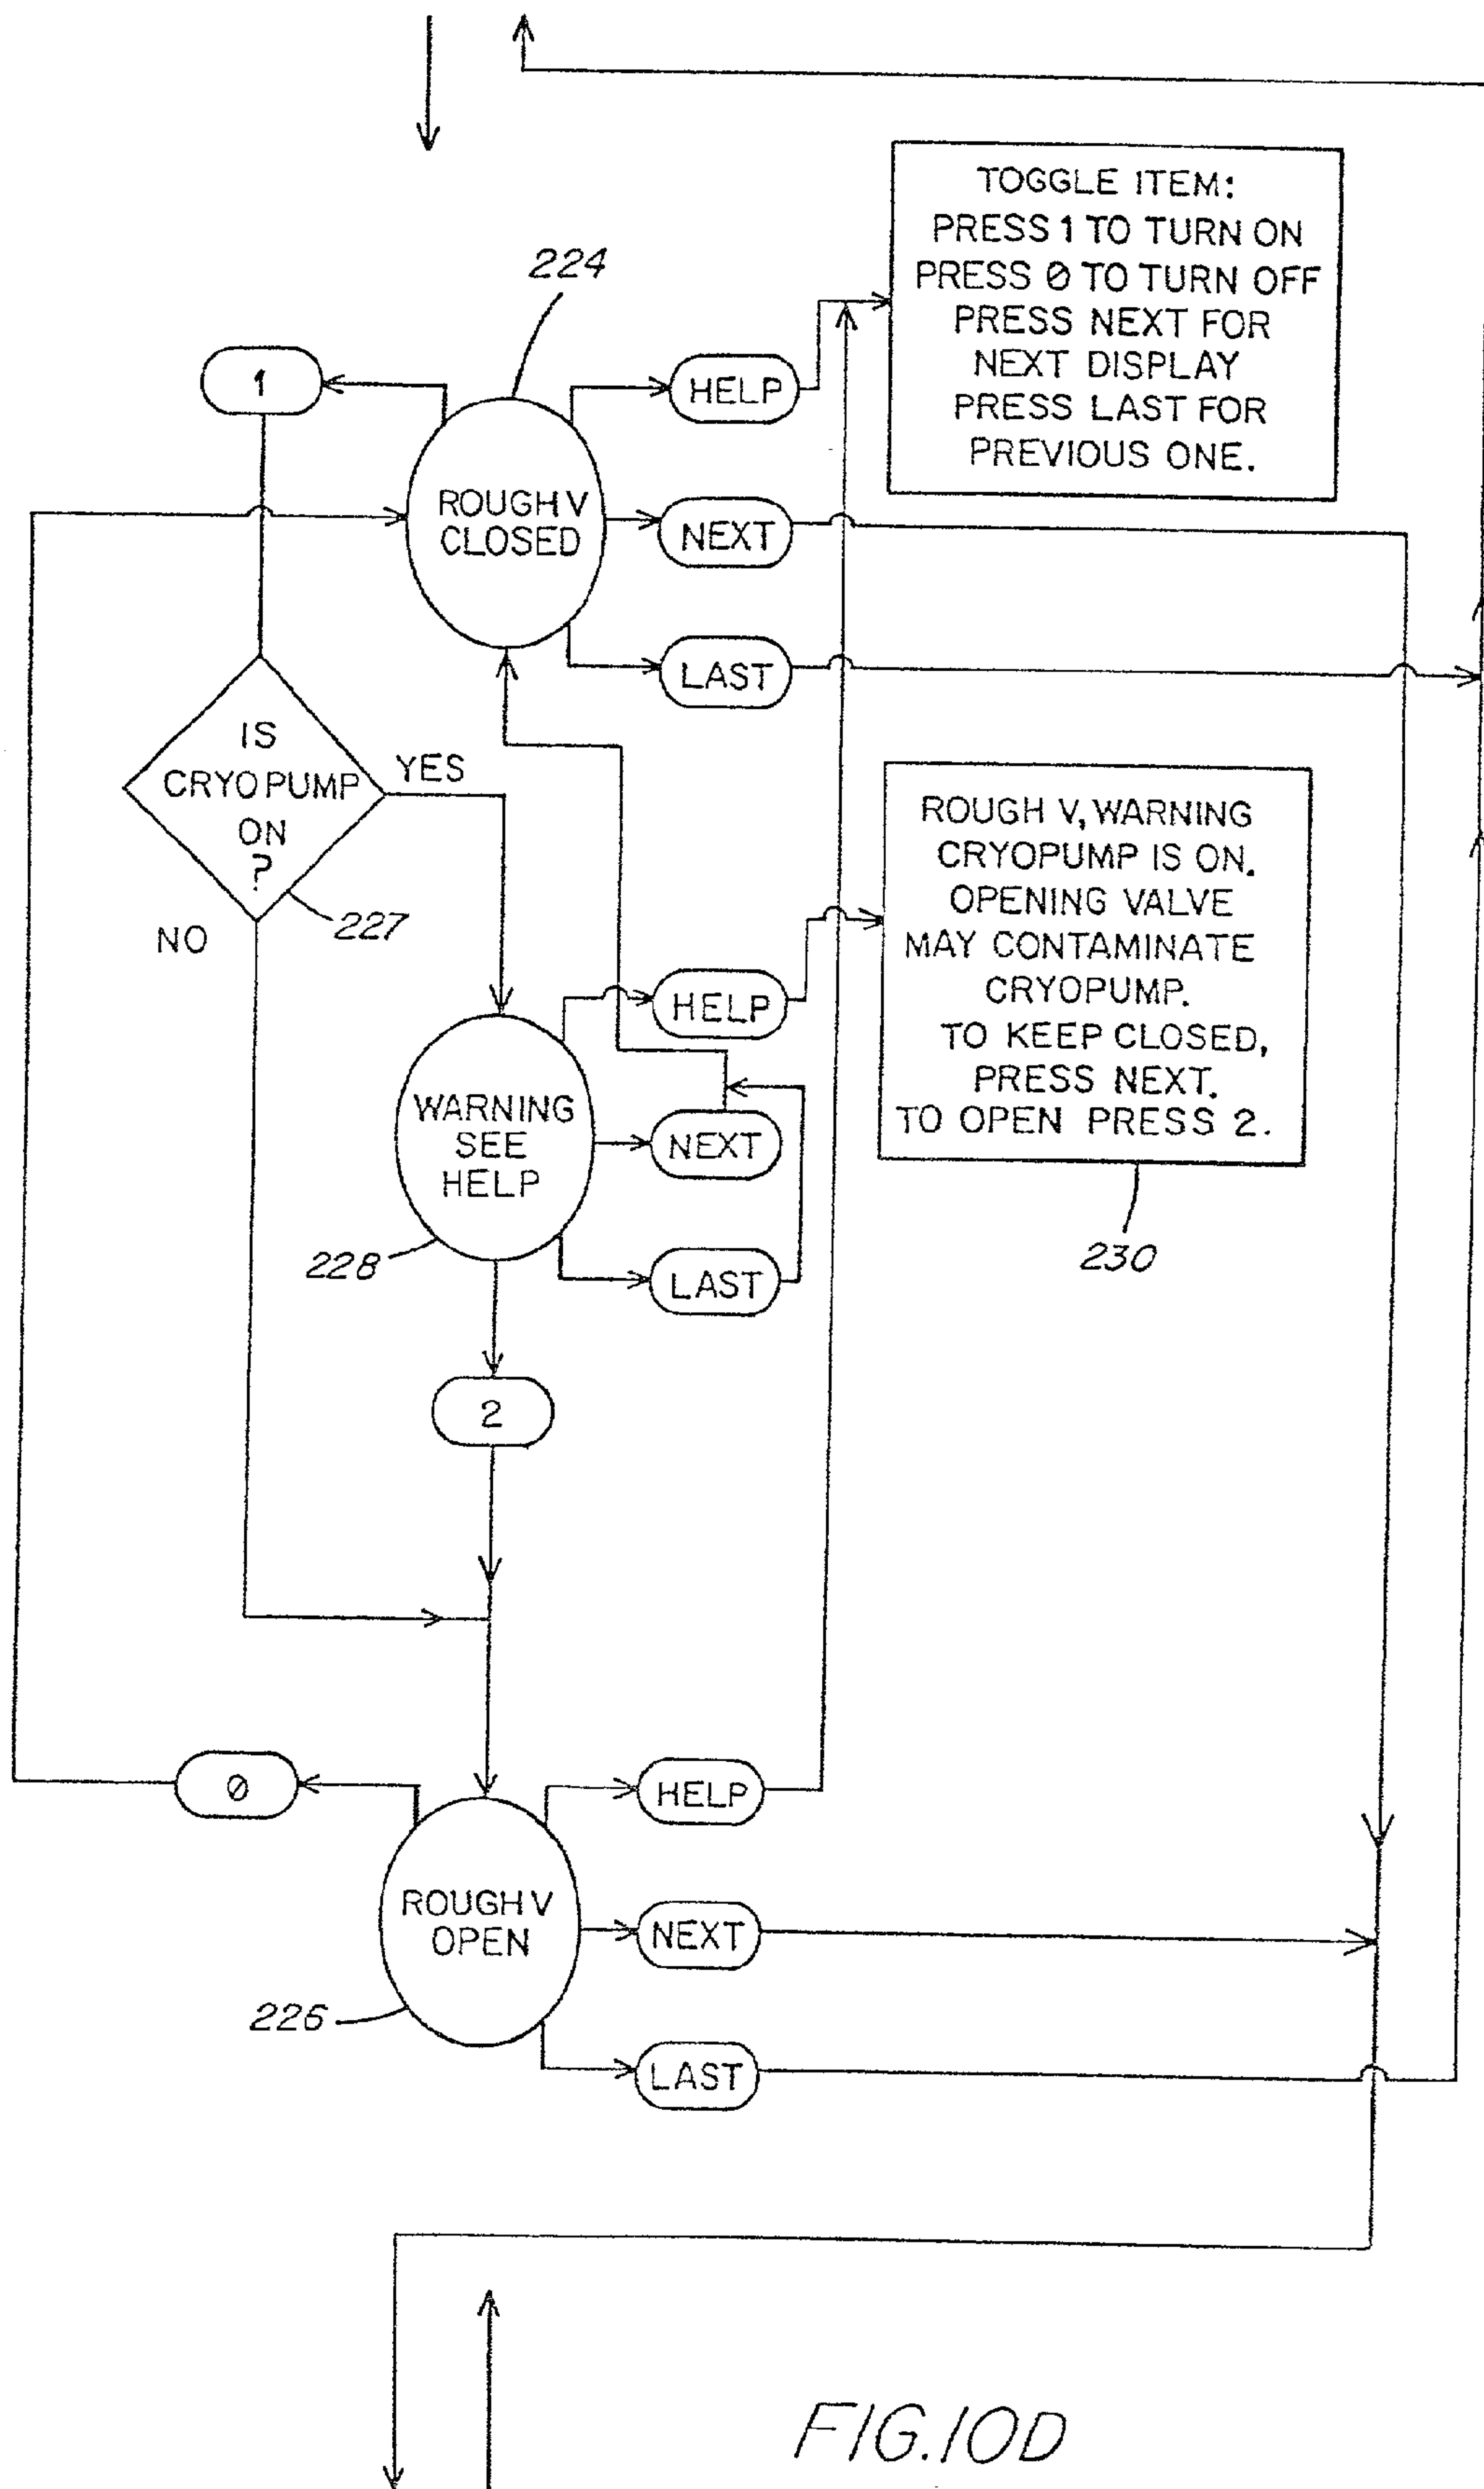 TOGGLE ITEM:
PRESS 1 TO TURN ON
PRESS 0 TO TURN OFF
PRESS NEXT FOR
NEXT DISPLAY
PRESS LAST FOR
PREVIOUS ONE.
224
1
HELP
ROUGH V
CLOSED
NEXT
LAST
IS
CRYOPUMP
ON
?
YES
NO
227
ROUGH V, WARNING
CRYOPUMP IS ON.
OPENING VALVE
MAY CONTAMINATE
CRYOPUMP.
TO KEEP CLOSED,
PRESS NEXT.
TO OPEN PRESS 2.
230
HELP
WARNING
SEE
HELP
NEXT
228
LAST
2
0
HELP
ROUGH V
OPEN
NEXT
226
LAST
FIG. 10D